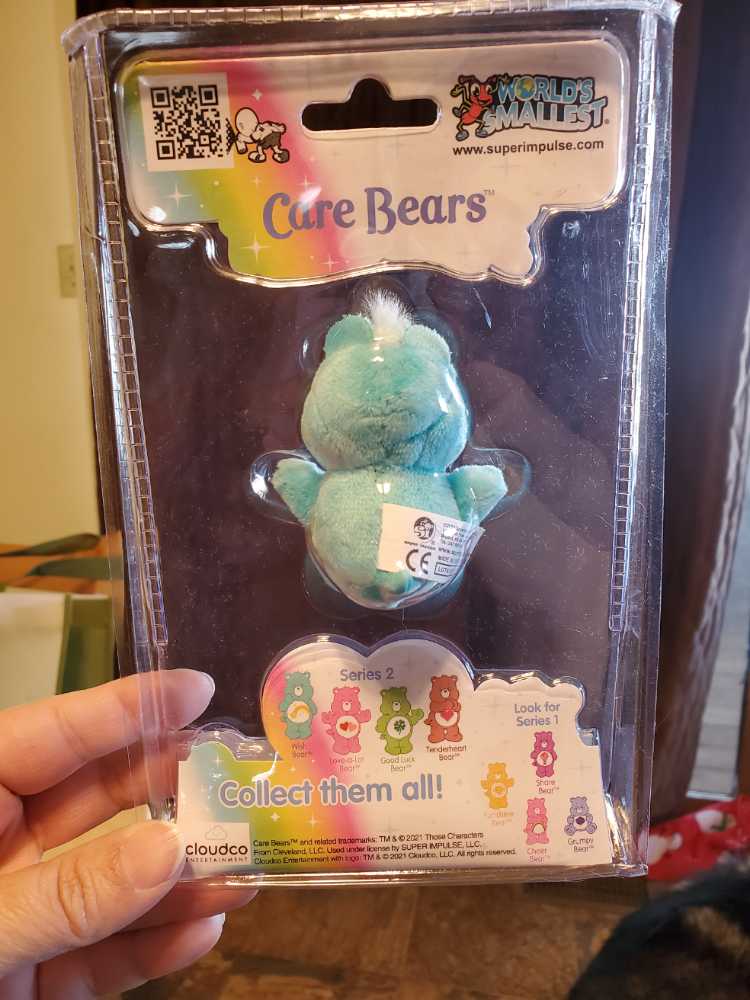 WORLD'S
SMALLEST
www.superimpulse.com
Care Bears™
CE
Series 2
Wish
Bear™
Love-a-Lot
Bear™
Good Luck
Bear™
Tenderheart
Bear™
Look for
Series 1
Share
Bear™
Funshine
Bear™
Cheer
Bear™
Grumpy
Bear™
Collect them all!
cloudco
ENTERTAINMENT
Care Bears™ and related trademarks: TM & © 2021 Those Characters
From Cleveland, LLC. Used under license by SUPER IMPULSE, LLC.
Cloudco Entertainment with logo: TM & © 2021 Cloudco, LLC. All rights reserved.